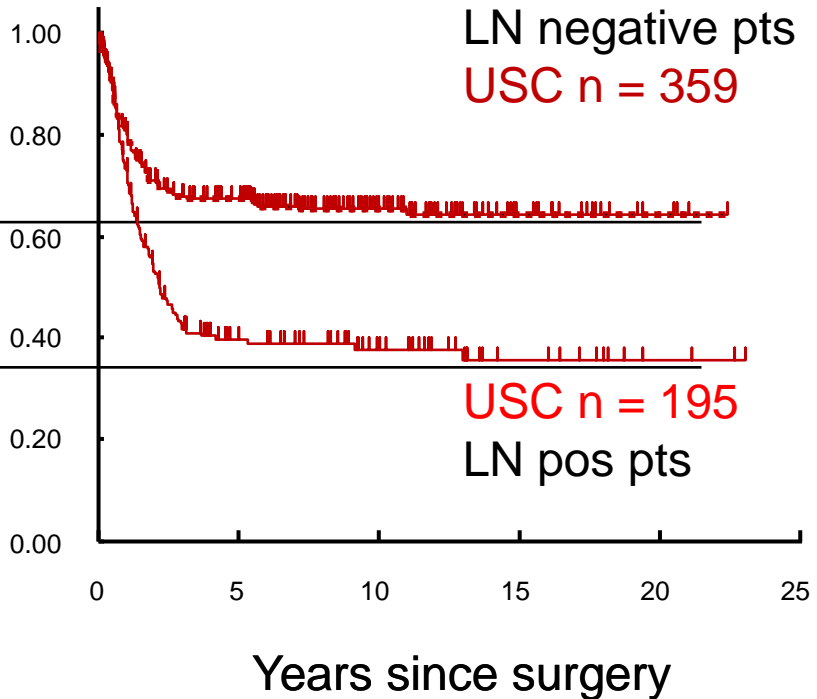 LN negative pts
USC n = 359
1.00
0.80
0.60
0.40
0.20
0.00
USC n = 195
LN pos pts
0 5 10 15 20 25
Years since surgery